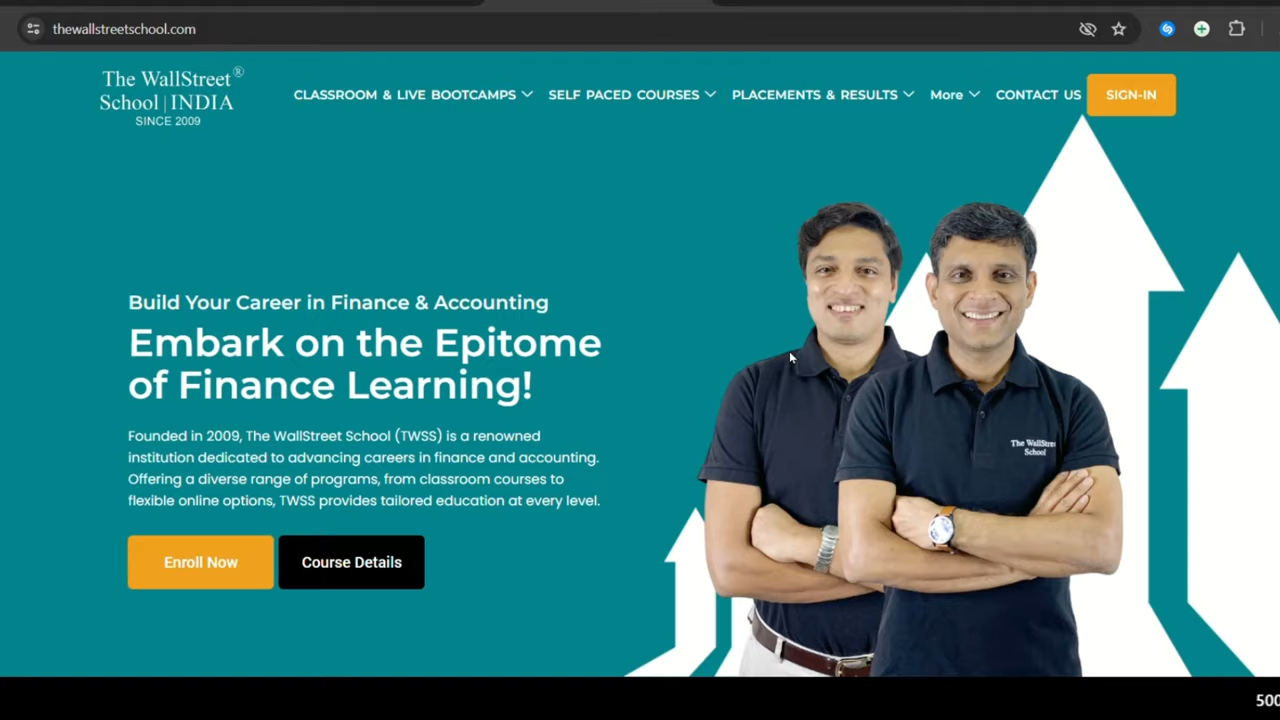 thewallstreetschool.com
The WallStreet®
School | INDIA
SINCE 2009
CLASSROOM & LIVE BOOTCAMPS
SELF PACED COURSES
PLACEMENTS & RESULTS
More
CONTACT US
SIGN-IN
Build Your Career in Finance & Accounting
Embark on the Epitome
of Finance Learning!
Founded in 2009, The WallStreet School (TWSS) is a renowned
institution dedicated to advancing careers in finance and accounting.
Offering a diverse range of programs, from classroom courses to
flexible online options, TWSS provides tailored education at every level.
Enroll Now
Course Details
The WallStree
School
500